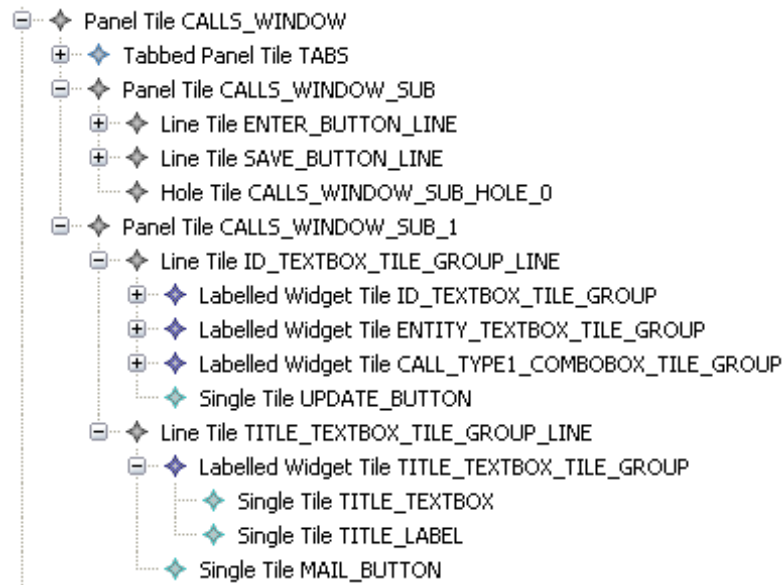 Panel Tile CALLS_WINDOW
Tabbed Panel Tile TABS
Panel Tile CALLS_WINDOW_SUB
Line Tile ENTER_BUTTON_LINE
Line Tile SAVE_BUTTON_LINE
Hole Tile CALLS_WINDOW_SUB_HOLE_0
Panel Tile CALLS_WINDOW_SUB_1
Line Tile ID_TEXTBOX_TILE_GROUP_LINE
Labelled Widget Tile ID_TEXTBOX_TILE_GROUP
Labelled Widget Tile ENTITY_TEXTBOX_TILE_GROUP
Labelled Widget Tile CALL_TYPE1_COMBOBOX_TILE_GROUP
Single Tile UPDATE_BUTTON
Line Tile TITLE_TEXTBOX_TILE_GROUP_LINE
Labelled Widget Tile TITLE_TEXTBOX_TILE_GROUP
Single Tile TITLE_TEXTBOX
Single Tile TITLE_LABEL
Single Tile MAIL_BUTTON